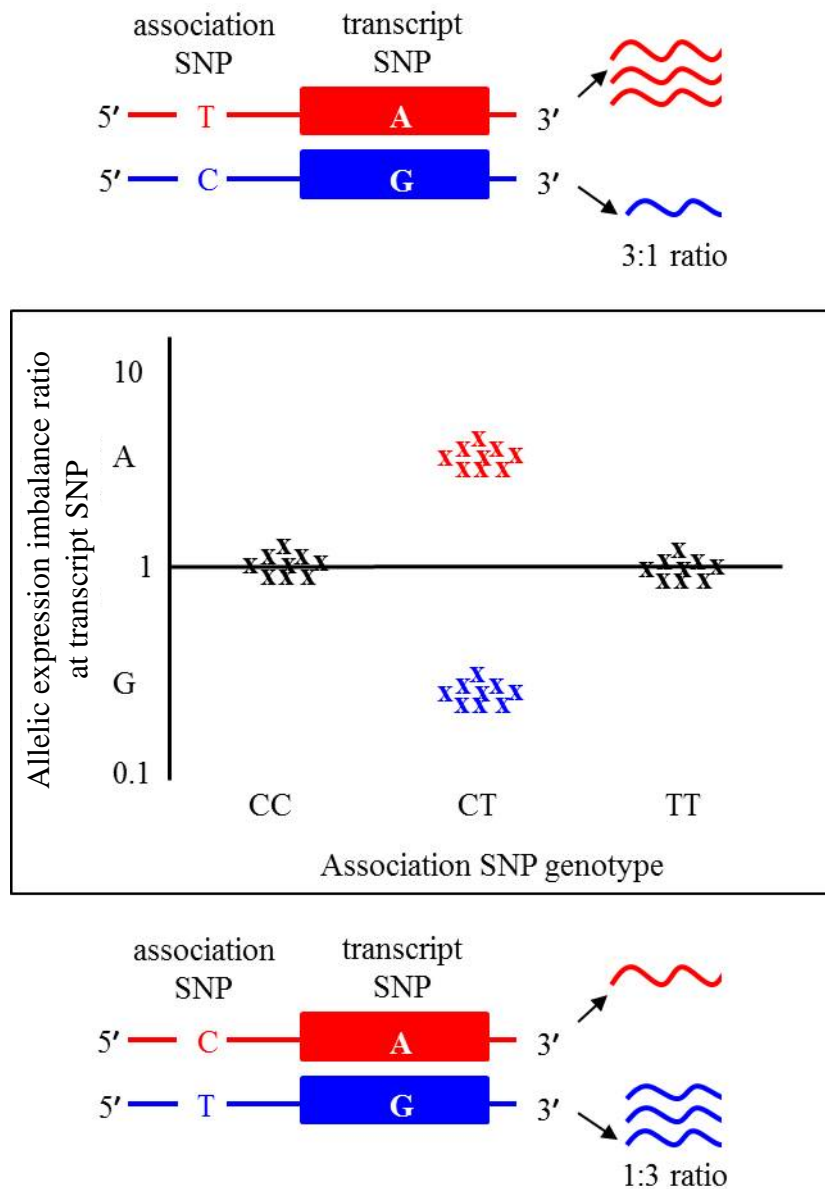 association transcript
SNP SNP
5′ T A 3′
5′ C G 3′
3:1 ratio
Allelic expression imbalance ratio
at transcript SNP
10
A
1
G
0.1
x x x x x x x x x
x x x x x x x x x
x x x x x x x x x
x x x x x x x x x
CC CT TT
Association SNP genotype
association transcript
SNP SNP
5′ C A 3′
5′ T G 3′
1:3 ratio